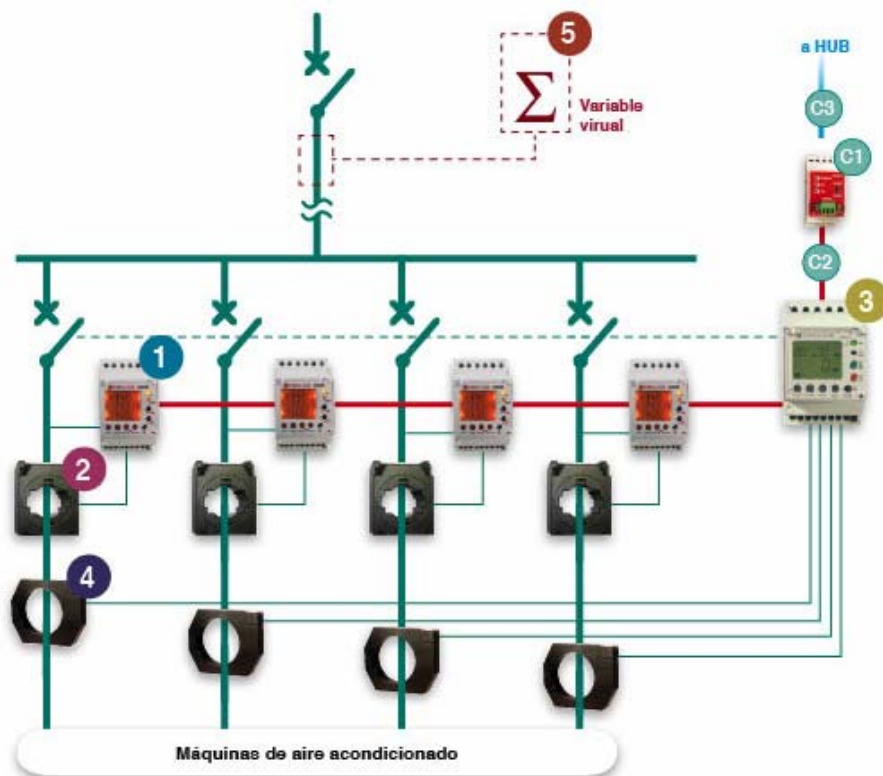 5
a HUB
Σ
Variable
virual
C3
C1
C2
3
1
2
4
Máquinas de aire acondicionado